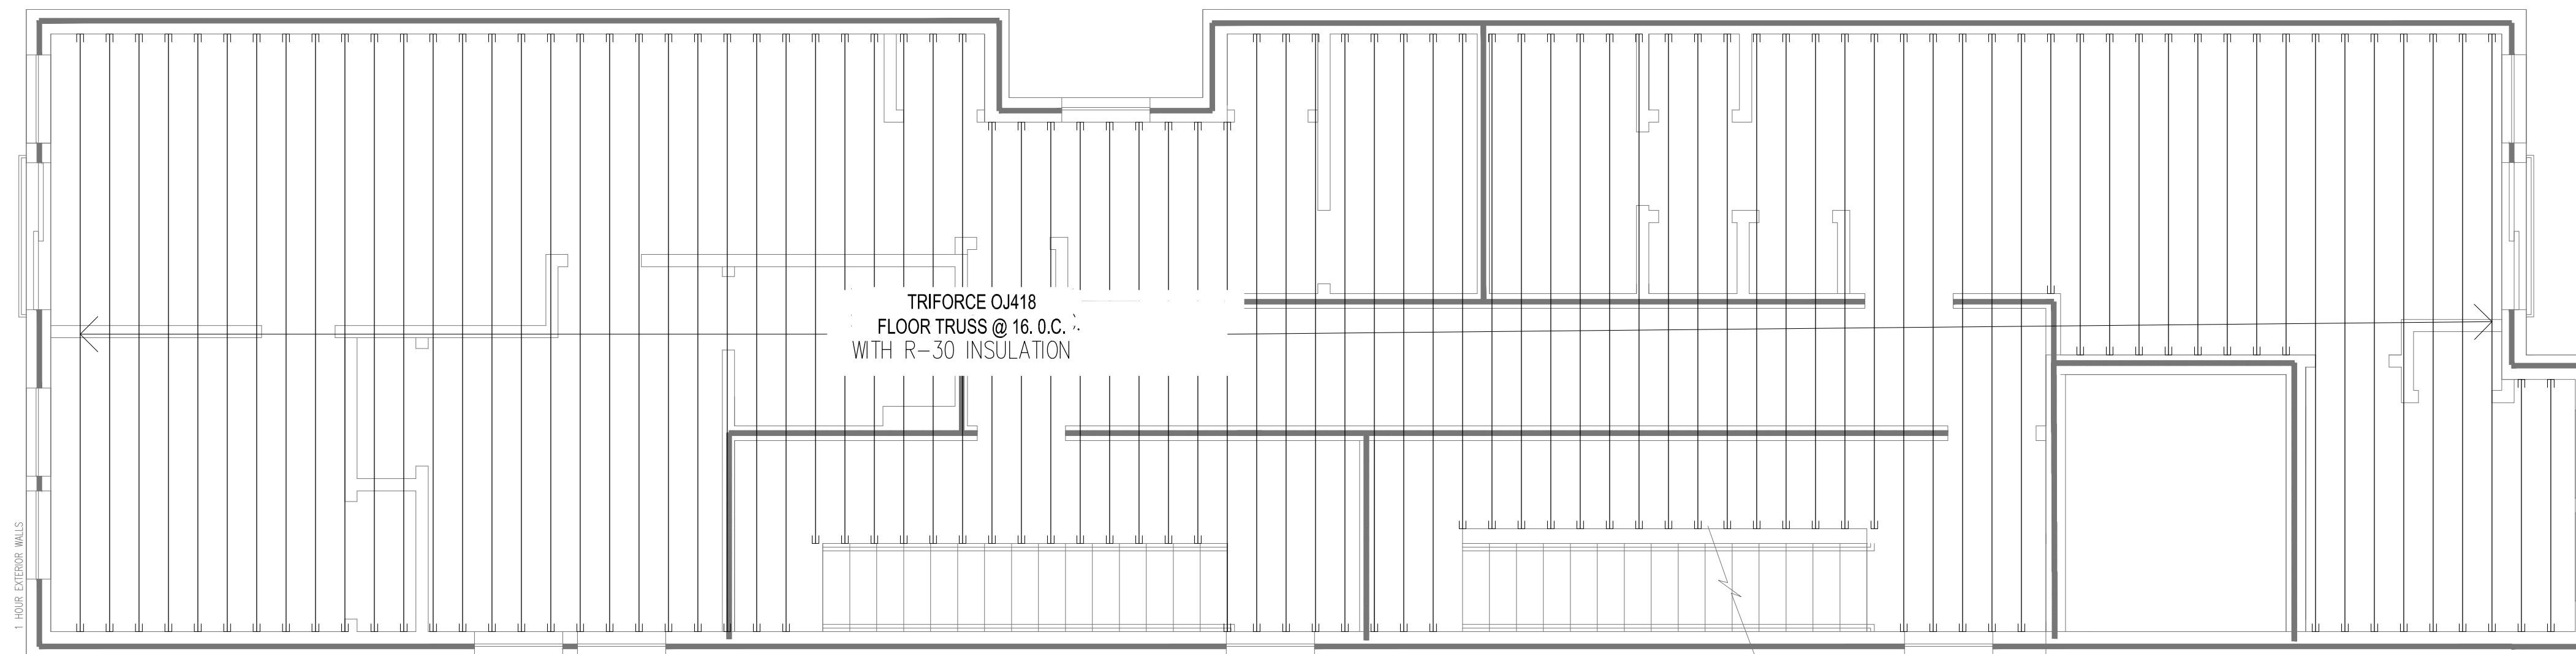 TRIFORCE OJ418
FLOOR TRUSS @ 16. O.C.
WITH R-30 INSULATION
1 HOUR EXTERIOR WALLS